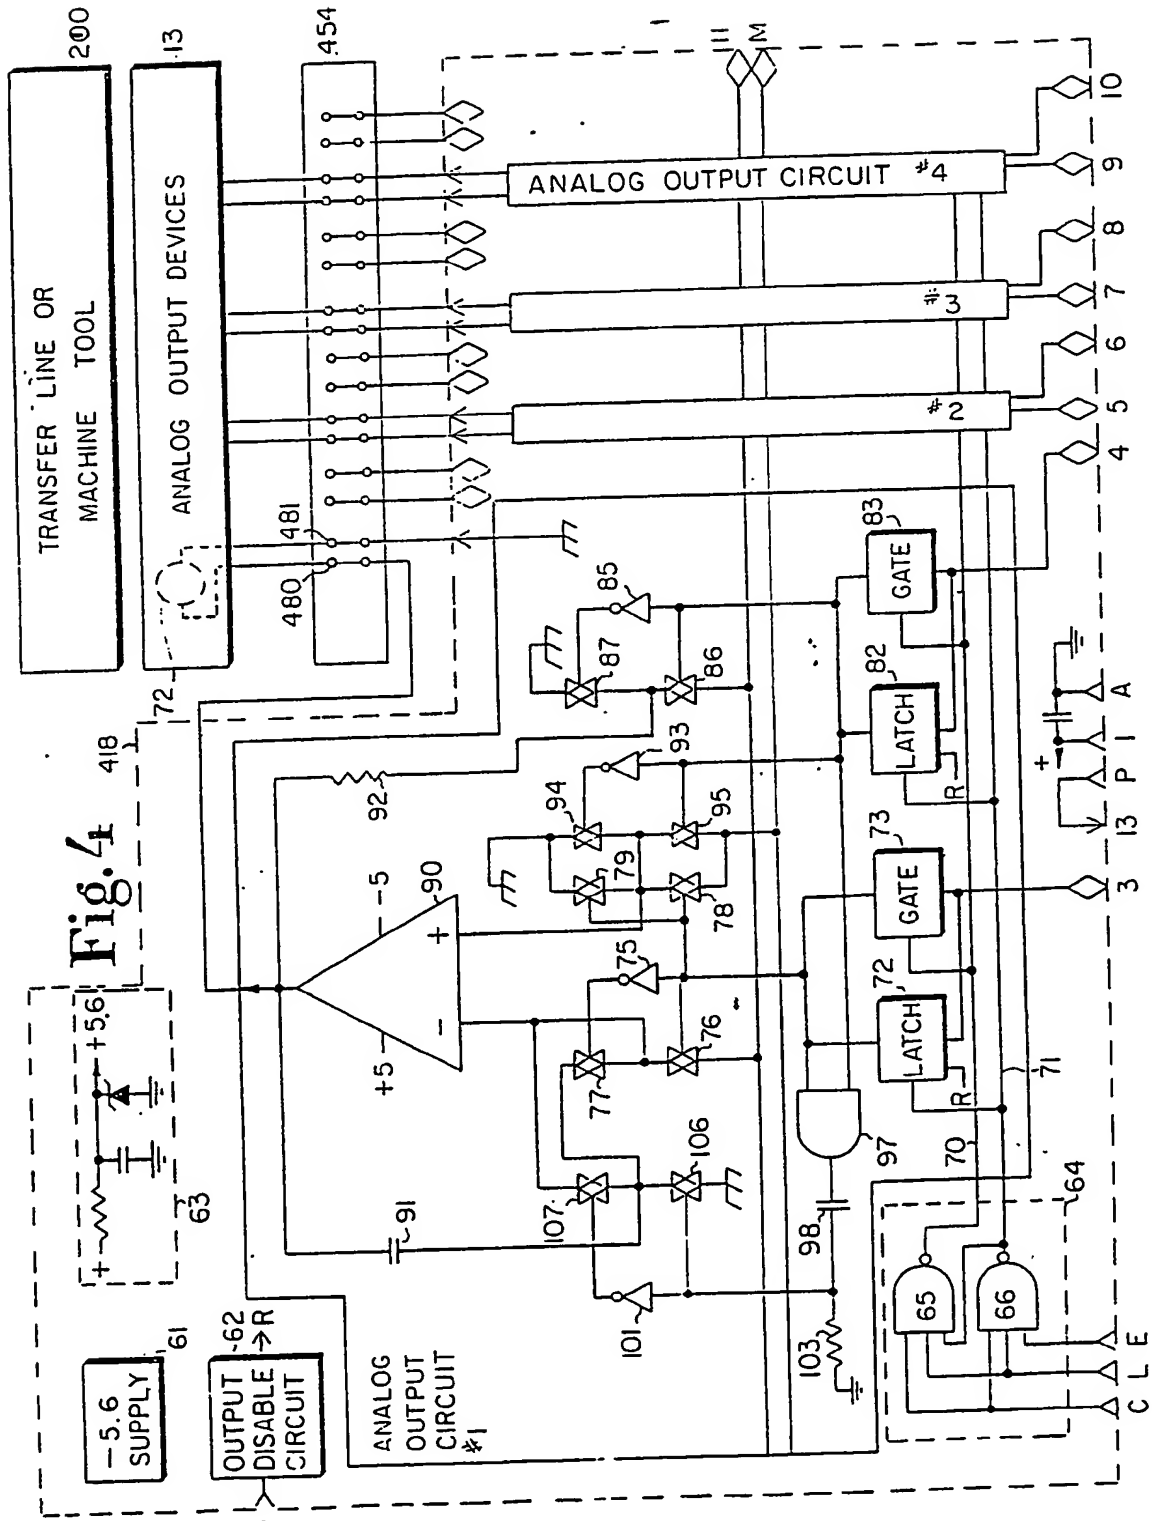 Fig. 4
TRANSFER LINE OR
MACHINE TOOL
200
ANALOG OUTPUT DEVICES
13
454
72
480
481
418
-5.6
SUPPLY
61
OUTPUT
DISABLE
CIRCUIT
62
R
+
+5.6
63
ANALOG
OUTPUT
CIRCUIT
#1
+5
-5
90
-
+
91
92
107
106
101
77
76
75
79
78
94
95
93
87
86
85
98
103
97
LATCH
72
R
GATE
73
LATCH
82
R
GATE
83
70
71
64
65
66
#2
#3
ANALOG OUTPUT CIRCUIT #4
11
M
C
L
E
3
13
P
1
+
A
4
5
6
7
8
9
10